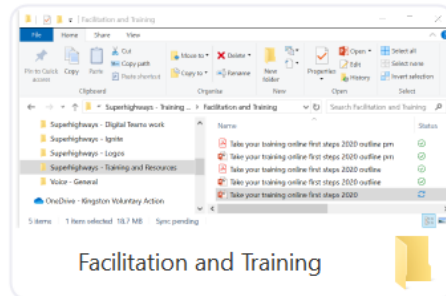 Facilitation and Training
File Home Share View
Pin to Quick access
Copy
Paste
Cut
Copy path
Paste shortcut
Move to
Copy to
Delete
Rename
New folder
Properties
Open
Edit
History
Select all
Select none
Invert selection
Clipboard Organise New Open Select
Superhighways - Training ... > Facilitation and Training
Search Facilitation and Training
Superhighways - Digital Teams work
Superhighways - Ignite
Superhighways - Logos
Superhighways - Training and Resources
Voice - General
OneDrive - Kingston Voluntary Action
Name
Status
Take your training online first steps 2020 outline pm
Take your training online first steps 2020 outline pm
Take your training online first steps 2020 outline
Take your training online first steps 2020 outline
Take your training online first steps 2020
5 items 1 item selected 18.7 MB Sync pending
Facilitation and Training